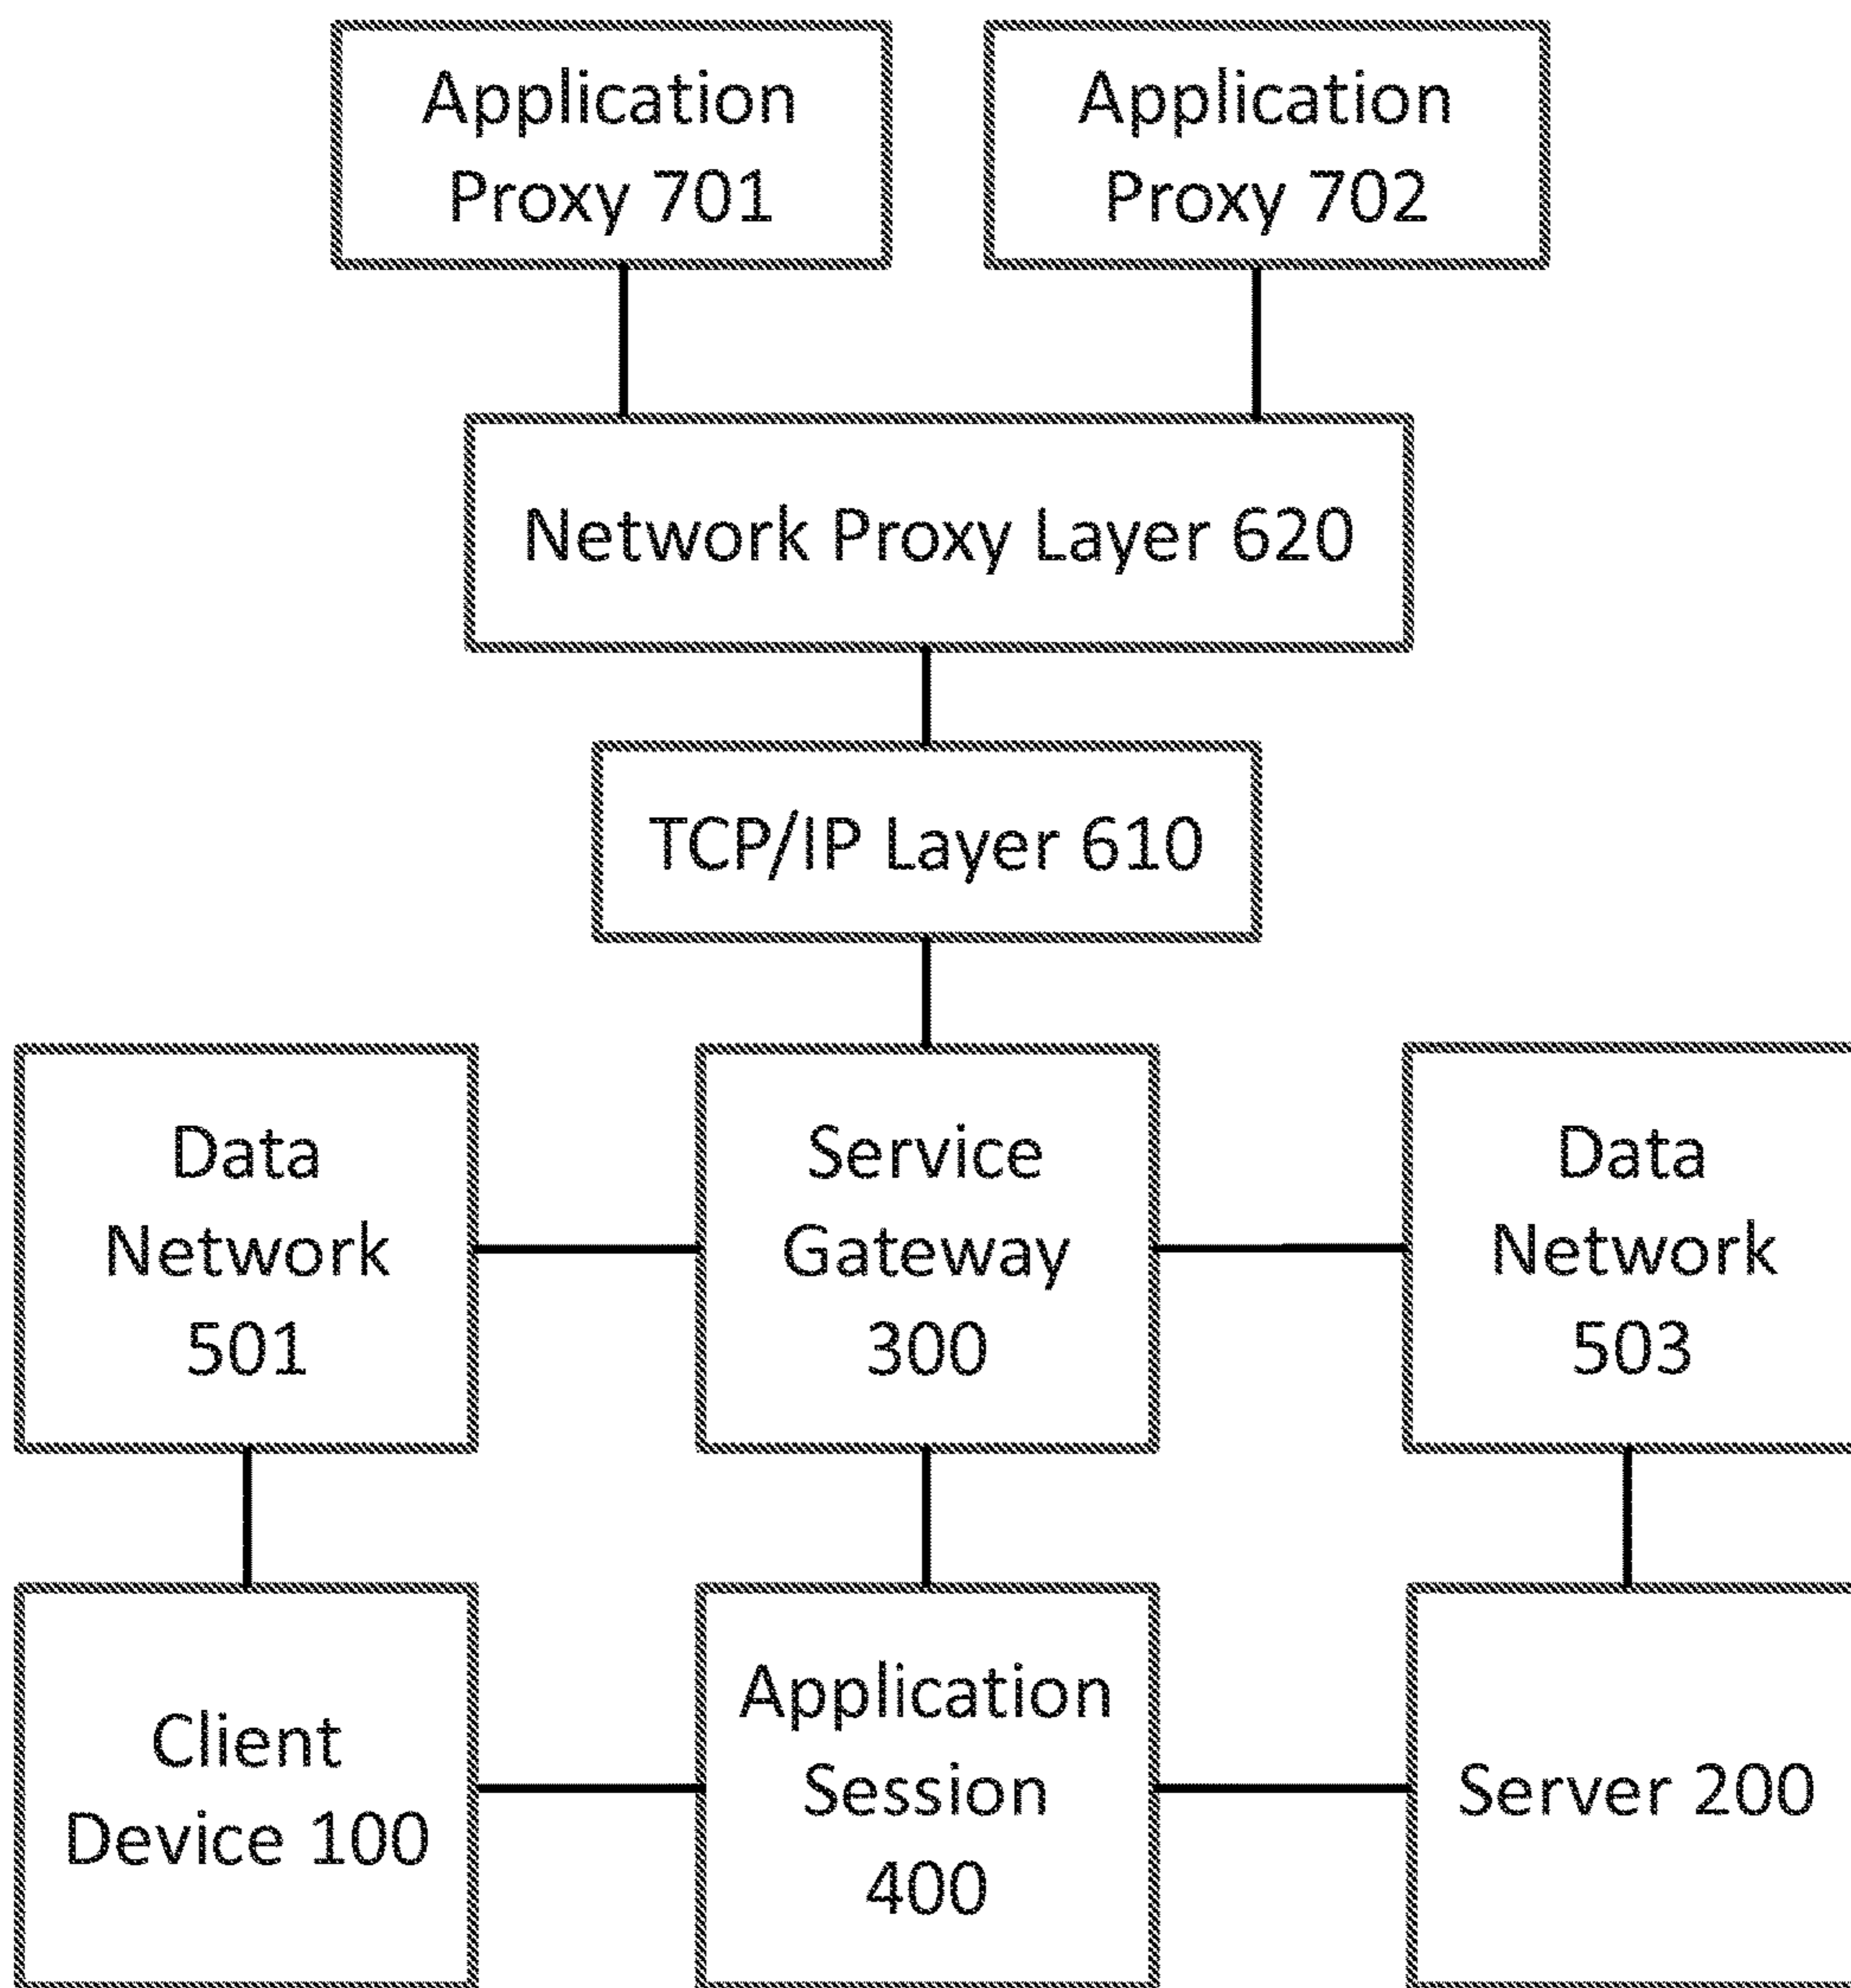 Application
Proxy 701
Application
Proxy 702
Network Proxy Layer 620
TCP/IP Layer 610
Data
Network
501
Service
Gateway
300
Data
Network
503
Client
Device 100
Application
Session
400
Server 200